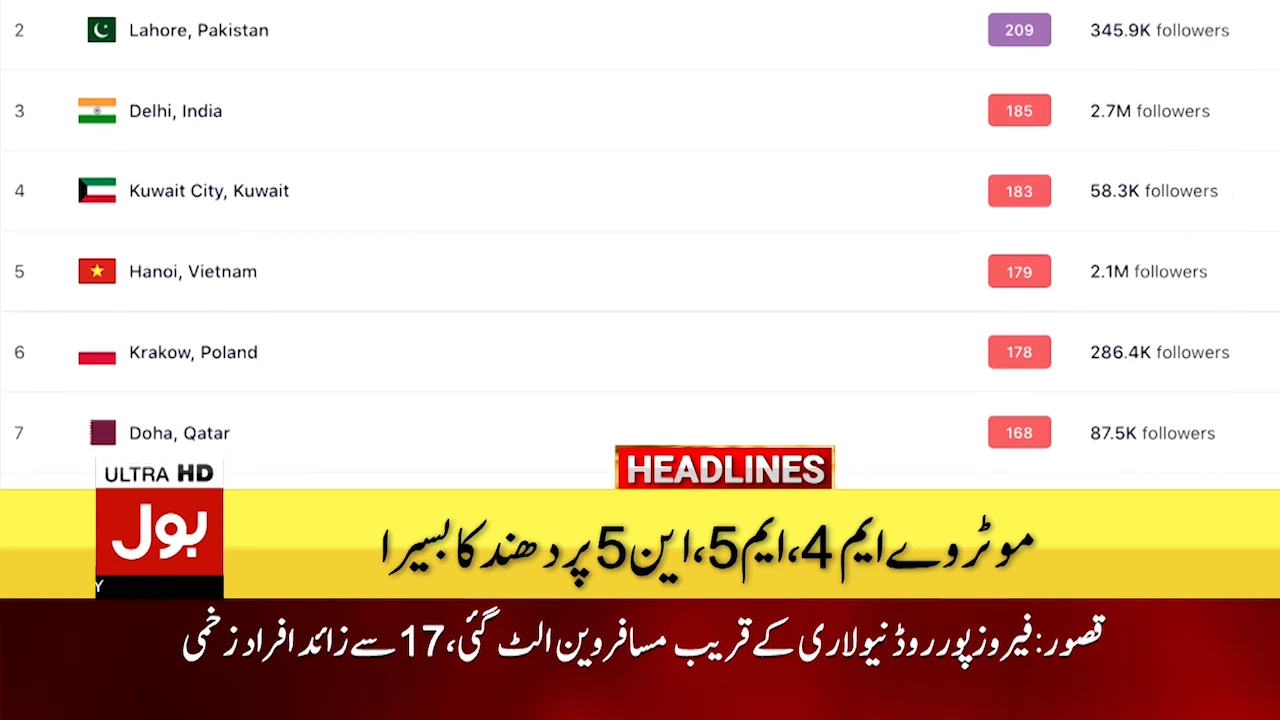 2 Lahore, Pakistan 209 345.9K followers
3 Delhi, India 185 2.7M followers
4 Kuwait City, Kuwait 183 58.3K followers
5 Hanoi, Vietnam 179 2.1M followers
6 Krakow, Poland 178 286.4K followers
7 Doha, Qatar 168 87.5K followers
ULTRA HD
HEADLINES
بول
موٹروے ایم 4، ایم 5، این 5 پر دھند کا بسیرا
Y
قصور: فیروزپور روڈ نیو لاری کے قریب مسافر وین الٹ گئی، 17 سے زائد افراد زخمی